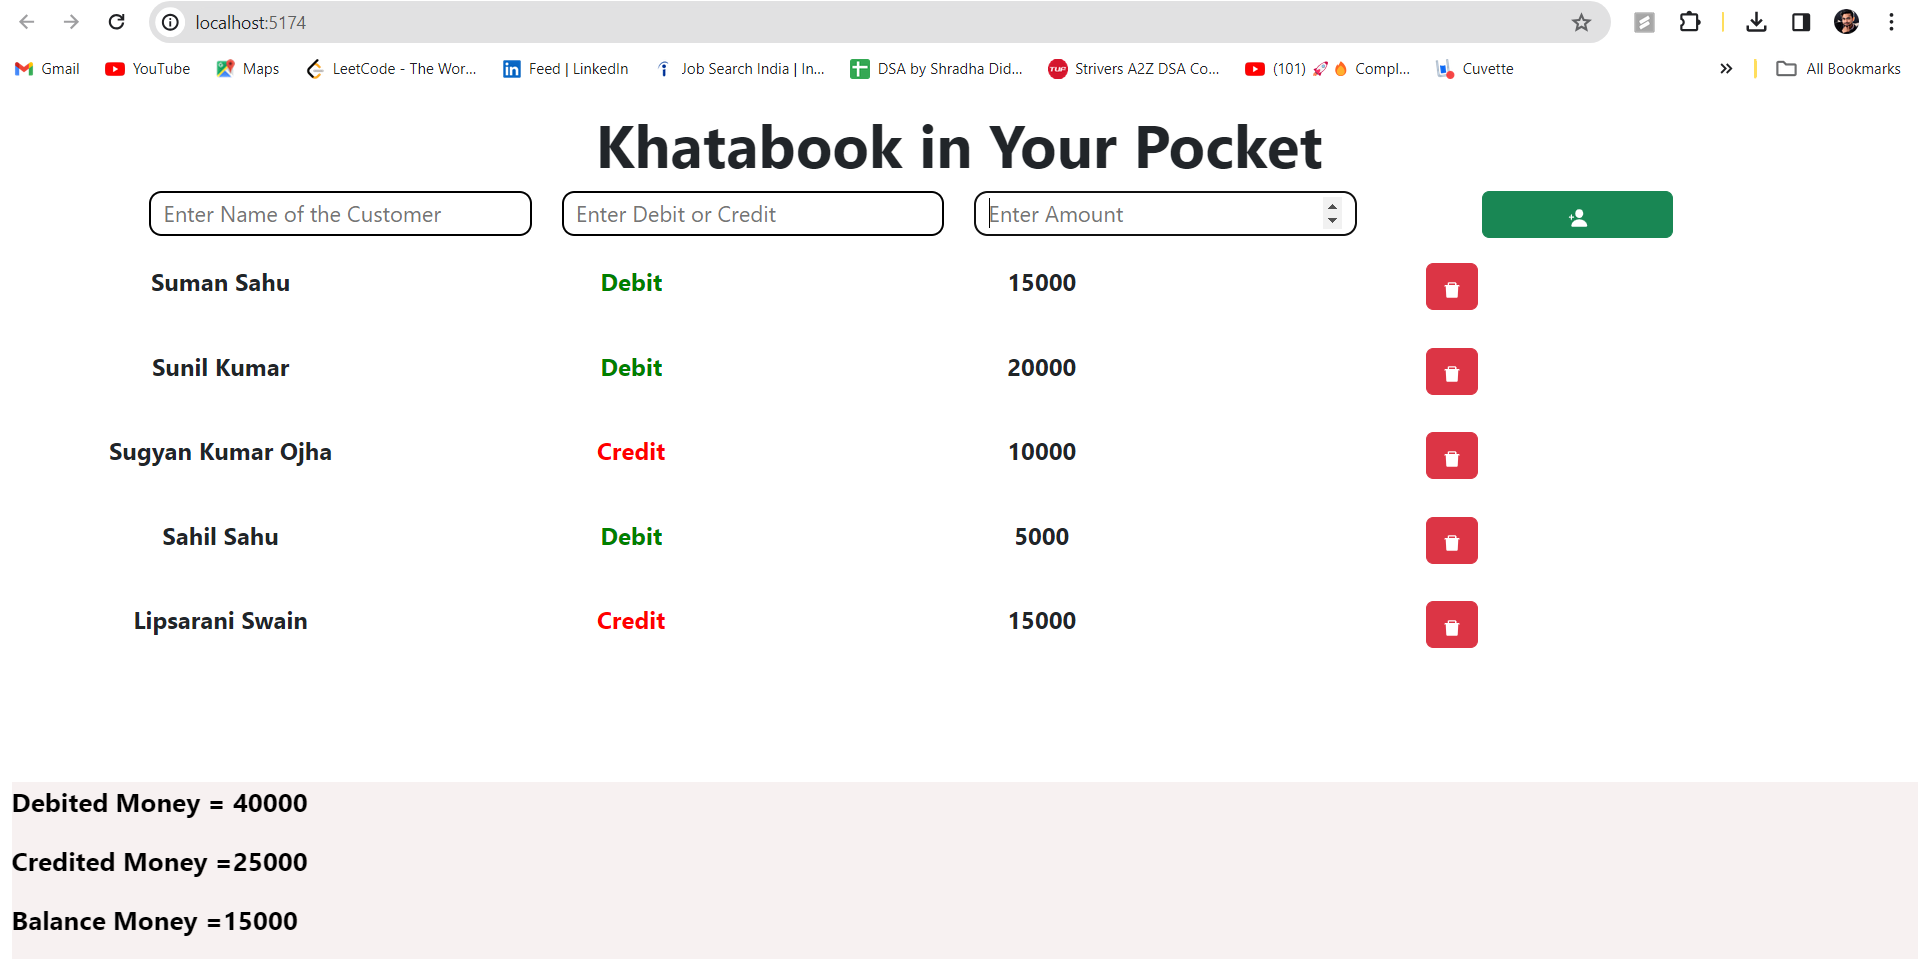 localhost:5174
Gmail YouTube Maps LeetCode - The Wor... Feed | LinkedIn Job Search India | In... DSA by Shradha Did... TUF Strivers A2Z DSA Co... (101) 🚀🔥 Compl... Cuvette » All Bookmarks
Khatabook in Your Pocket
Enter Name of the Customer Enter Debit or Credit Enter Amount
Suman Sahu Debit 15000
Sunil Kumar Debit 20000
Sugyan Kumar Ojha Credit 10000
Sahil Sahu Debit 5000
Lipsarani Swain Credit 15000
Debited Money = 40000
Credited Money =25000
Balance Money =15000